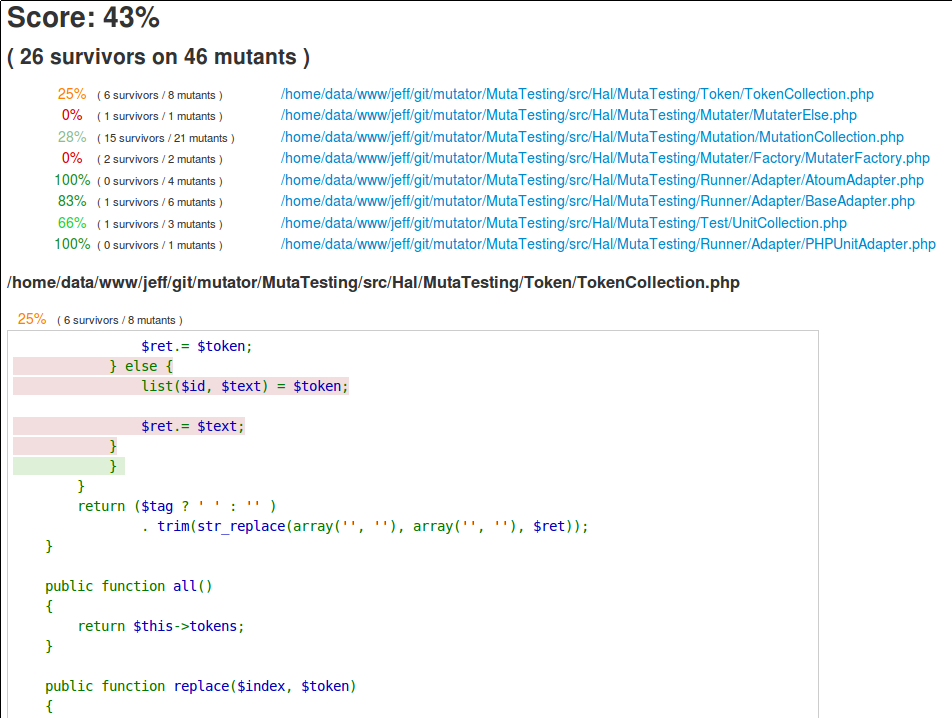 Score: 43%
( 26 survivors on 46 mutants )
25% ( 6 survivors / 8 mutants ) /home/data/www/jeff/git/mutator/MutaTesting/src/Hal/MutaTesting/Token/TokenCollection.php
0% ( 1 survivors / 1 mutants ) /home/data/www/jeff/git/mutator/MutaTesting/src/Hal/MutaTesting/Mutater/MutaterElse.php
28% ( 15 survivors / 21 mutants ) /home/data/www/jeff/git/mutator/MutaTesting/src/Hal/MutaTesting/Mutation/MutationCollection.php
0% ( 2 survivors / 2 mutants ) /home/data/www/jeff/git/mutator/MutaTesting/src/Hal/MutaTesting/Mutater/Factory/MutaterFactory.php
100% ( 0 survivors / 4 mutants ) /home/data/www/jeff/git/mutator/MutaTesting/src/Hal/MutaTesting/Runner/Adapter/AtoumAdapter.php
83% ( 1 survivors / 6 mutants ) /home/data/www/jeff/git/mutator/MutaTesting/src/Hal/MutaTesting/Runner/Adapter/BaseAdapter.php
66% ( 1 survivors / 3 mutants ) /home/data/www/jeff/git/mutator/MutaTesting/src/Hal/MutaTesting/Test/UnitCollection.php
100% ( 0 survivors / 1 mutants ) /home/data/www/jeff/git/mutator/MutaTesting/src/Hal/MutaTesting/Runner/Adapter/PHPUnitAdapter.php
/home/data/www/jeff/git/mutator/MutaTesting/src/Hal/MutaTesting/Token/TokenCollection.php
25% ( 6 survivors / 8 mutants )
$ret.= $token;
} else {
list($id, $text) = $token;
$ret.= $text;
}
}
}
return ($tag ? ' ' : '' )
. trim(str_replace(array('', ''), array('', ''), $ret));
}
public function all()
{
return $this->tokens;
}
public function replace($index, $token)
{